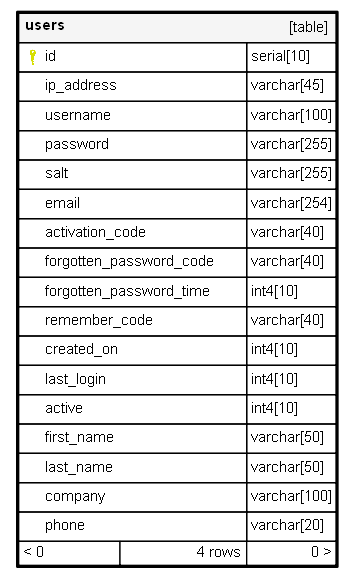 users [table]
id serial[10]
ip_address varchar[45]
username varchar[100]
password varchar[255]
salt varchar[255]
email varchar[254]
activation_code varchar[40]
forgotten_password_code varchar[40]
forgotten_password_time int4[10]
remember_code varchar[40]
created_on int4[10]
last_login int4[10]
active int4[10]
first_name varchar[50]
last_name varchar[50]
company varchar[100]
phone varchar[20]
< 0 4 rows 0 >